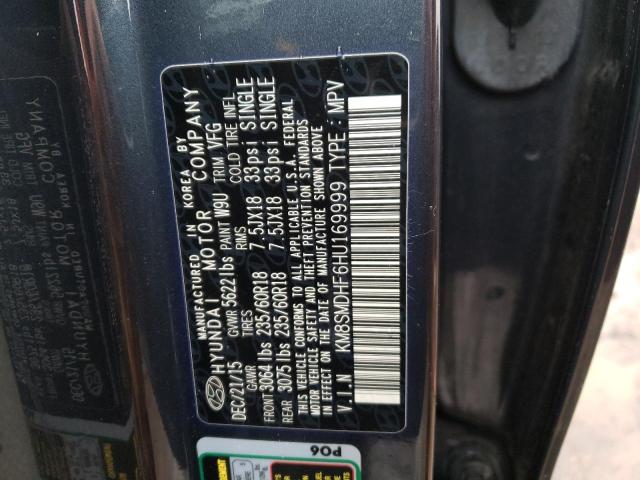 MANUFACTURED IN KOREA BY
HYUNDAI MOTOR COMPANY
DEC/21/15 GVWR 5622 lbs PAINT W9U TRIM VFG
GAWR TIRES RMS COLD TIRE INFL
FRONT 3064 lbs 235/60R18 7.5JX18 33psi SINGLE
REAR 3075 lbs 235/60R18 7.5JX18 33psi SINGLE
THIS VEHICLE CONFORMS TO ALL APPLICABLE U.S.A. FEDERAL
MOTOR VEHICLE SAFETY AND THEFT PREVENTION STANDARDS
IN EFFECT ON THE DATE OF MANUFACTURE SHOWN ABOVE.
V.I.N : KM8SMDHF6HU169999 TYPE : MPV
P06